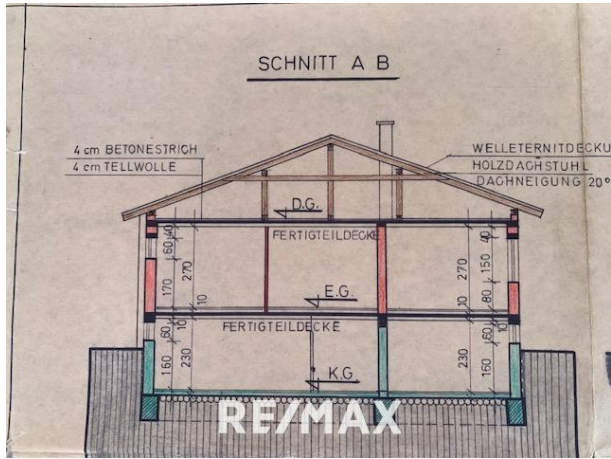 SCHNITT A B
4 cm BETONESTRICH
4 cm TELLWOLLE
WELLETERNITDECKU
HOLZDACHSTUHL
DACHNEIGUNG 20°
D.G.
FERTIGTEILDECKE
40
60
170
270
10
E.G.
270
10
40
150
80
FERTIGTEILDECKE
60
10
160
230
K.G
230
60
10
160
RE/MAX